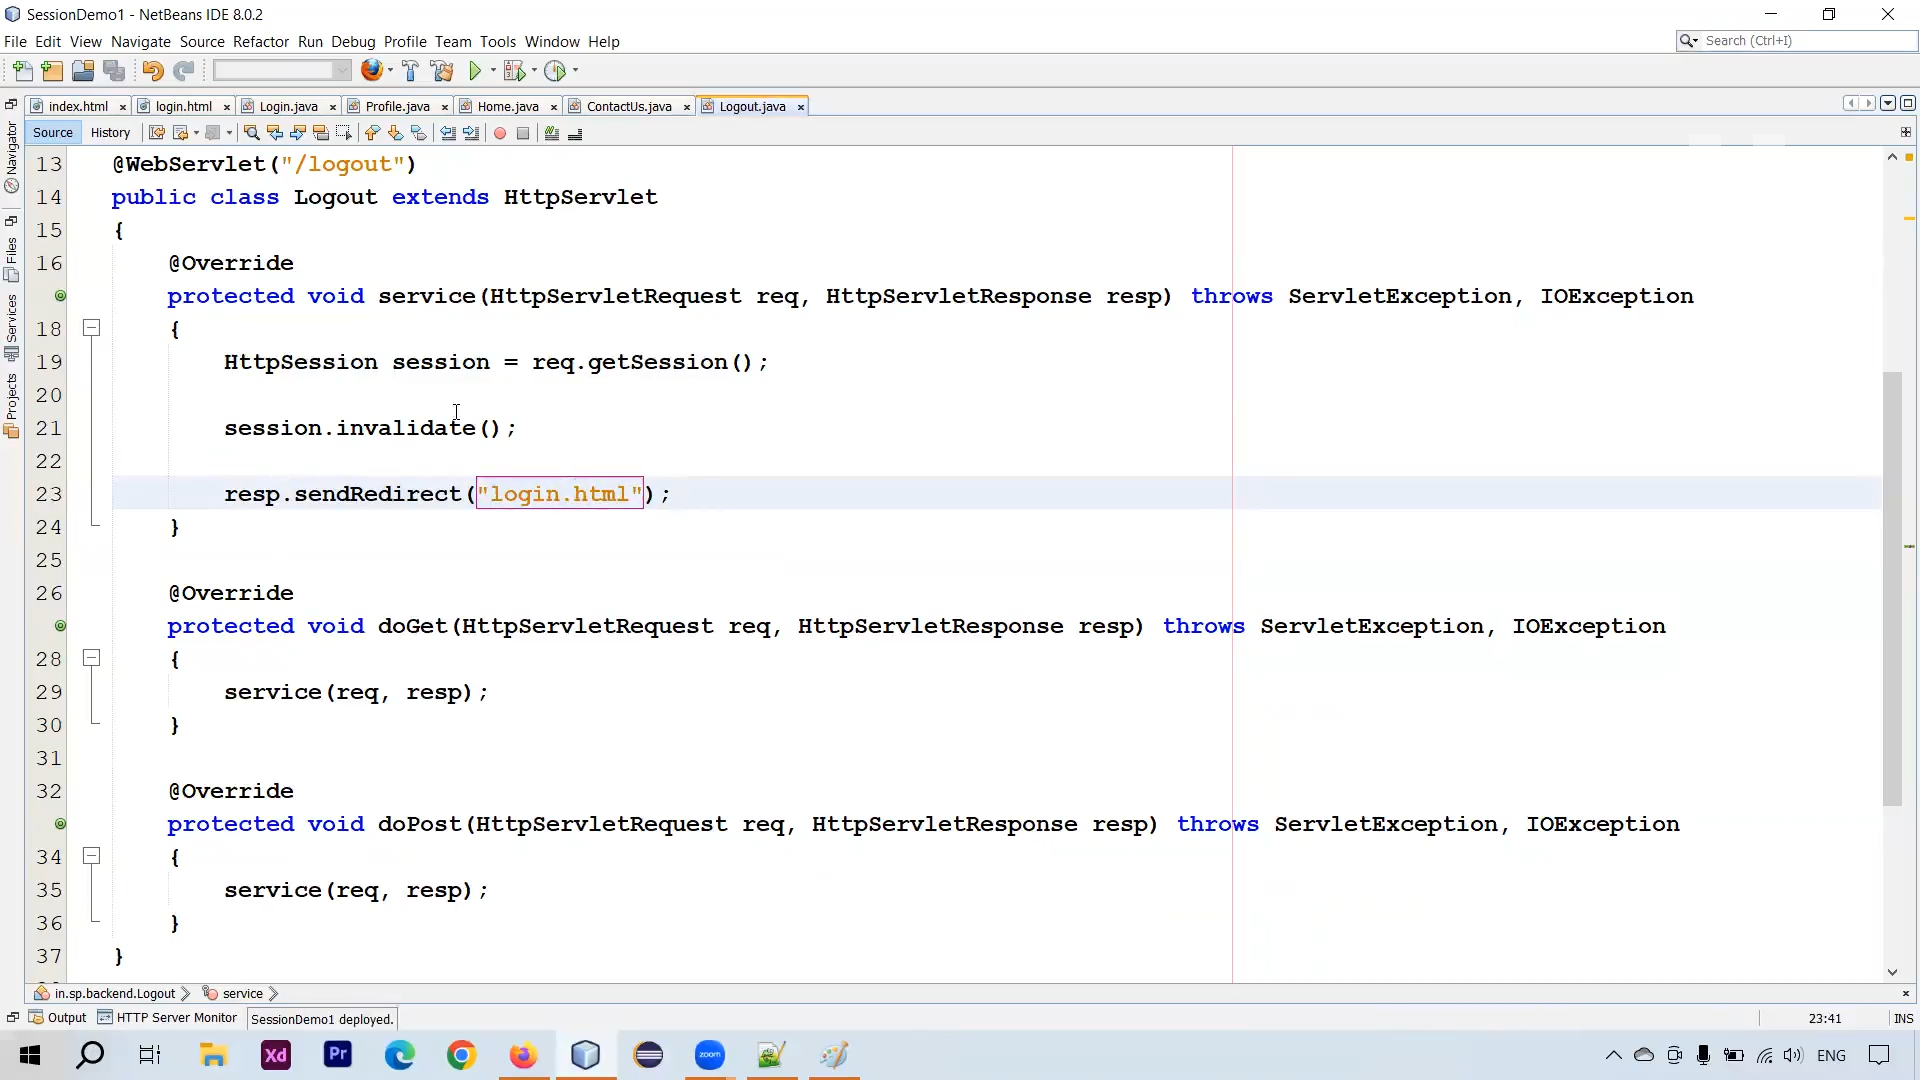 SessionDemo1 - NetBeans IDE 8.0.2
File Edit View Navigate Source Refactor Run Debug Profile Team Tools Window Help
Search (Ctrl+I)
index.html login.html Login.java Profile.java Home.java ContactUs.java Logout.java
Source History
Navigator
Files
Services
Projects
13 @WebServlet("/logout")
14 public class Logout extends HttpServlet
15 {
16 @Override
protected void service(HttpServletRequest req, HttpServletResponse resp) throws ServletException, IOException
18 {
19 HttpSession session = req.getSession();
20
21 session.invalidate();
22
23 resp.sendRedirect("login.html");
24 }
25
26 @Override
protected void doGet(HttpServletRequest req, HttpServletResponse resp) throws ServletException, IOException
28 {
29 service(req, resp);
30 }
31
32 @Override
protected void doPost(HttpServletRequest req, HttpServletResponse resp) throws ServletException, IOException
34 {
35 service(req, resp);
36 }
37 }
in.sp.backend.Logout service
Output HTTP Server Monitor SessionDemo1 deployed. 23:41 INS
Xd Pr zoom ENG